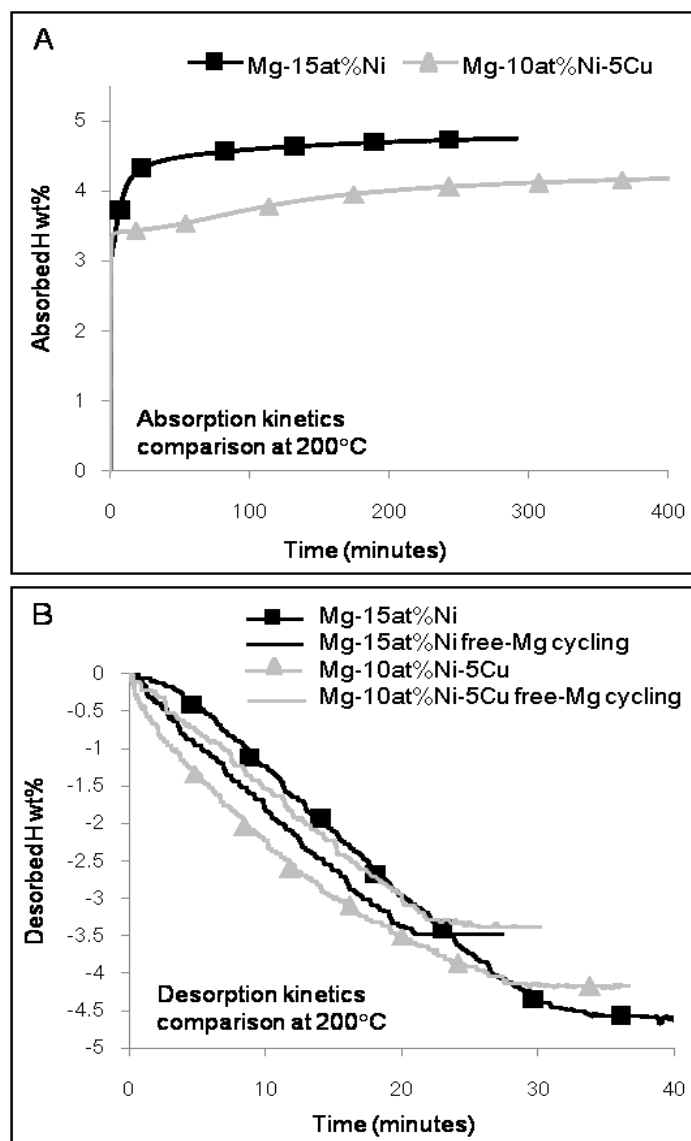 A
Mg-15at%Ni Mg-10at%Ni-5Cu
5
4
3
2
1
0
Absorbed H wt%
Absorption kinetics
comparison at 200°C
0 100 200 300 400
Time (minutes)
B
Mg-15at%Ni
Mg-15at%Ni free-Mg cycling
Mg-10at%Ni-5Cu
Mg-10at%Ni-5Cu free-Mg cycling
0
-0.5
-1
-1.5
-2
-2.5
-3
-3.5
-4
-4.5
-5
Desorbed H wt%
Desorption kinetics
comparison at 200°C
0 10 20 30 40
Time (minutes)